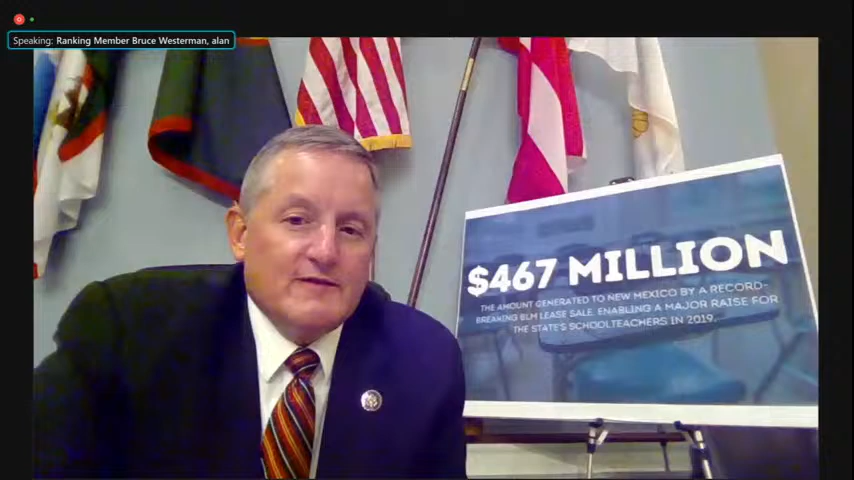 Speaking: Ranking Member Bruce Westerman, alan
$467 MILLION
THE AMOUNT GENERATED TO NEW MEXICO BY A RECORD-
BREAKING BLM LEASE SALE, ENABLING A MAJOR RAISE FOR
THE STATE'S SCHOOLTEACHERS IN 2019.